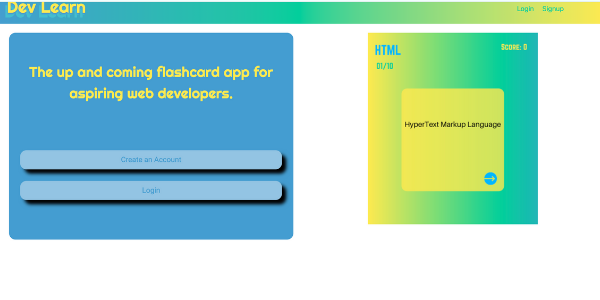 Dev Learn
Login Signup
The up and coming flashcard app for
aspiring web developers.
Create an Account
Login
HTML
Score: 0
01/10
HyperText Markup Language